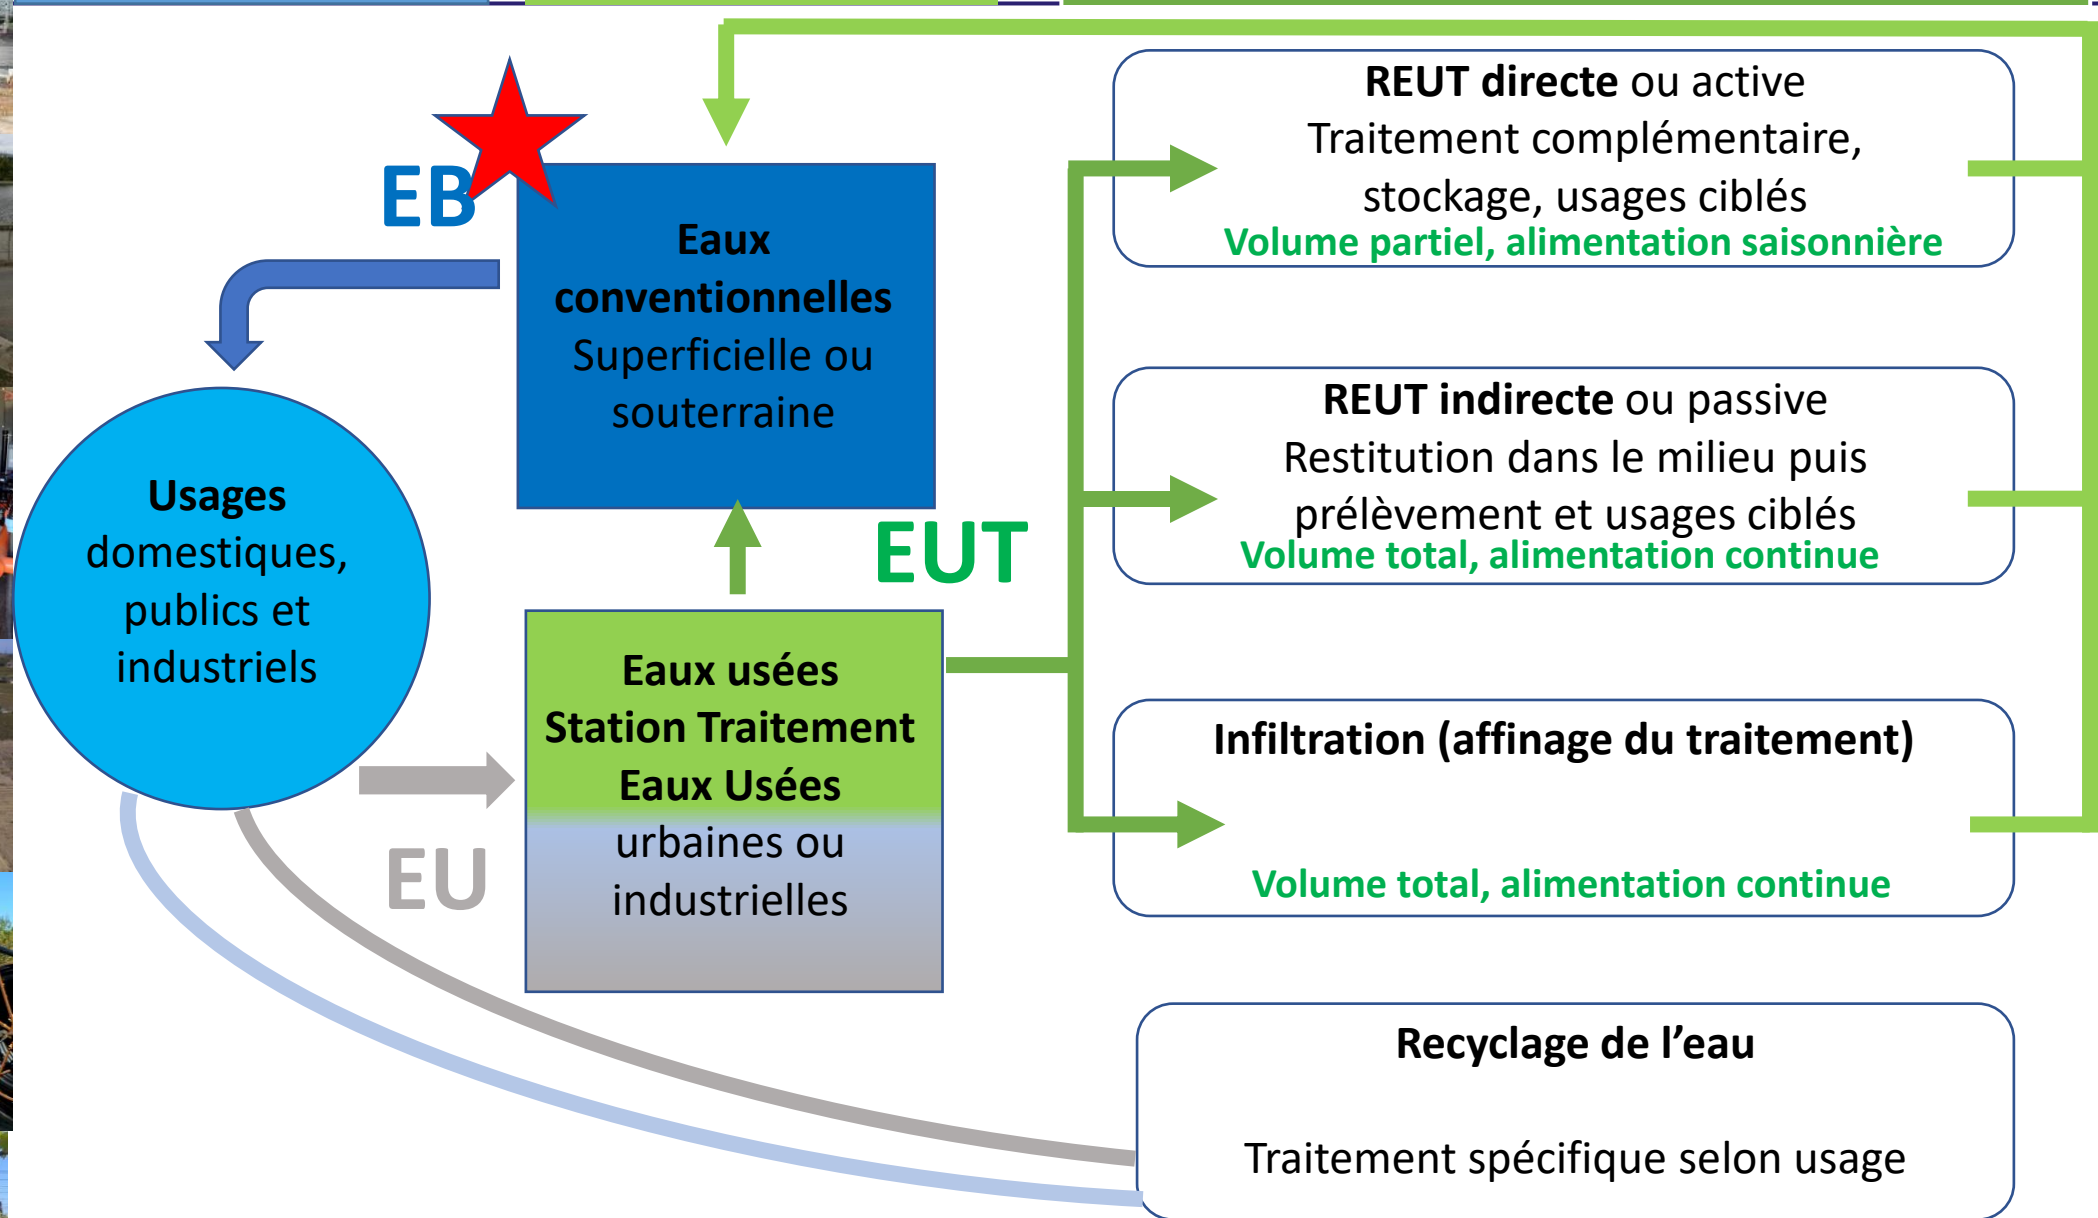 EB
Eaux
conventionnelles
Superficielle ou
souterraine
Usages
domestiques,
publics et
industriels
EUT
Eaux usées
Station Traitement
Eaux Usées
urbaines ou
industrielles
EU
REUT directe ou active
Traitement complémentaire,
stockage, usages ciblés
Volume partiel, alimentation saisonnière
REUT indirecte ou passive
Restitution dans le milieu puis
prélèvement et usages ciblés
Volume total, alimentation continue
Infiltration (affinage du traitement)
Volume total, alimentation continue
Recyclage de l’eau
Traitement spécifique selon usage